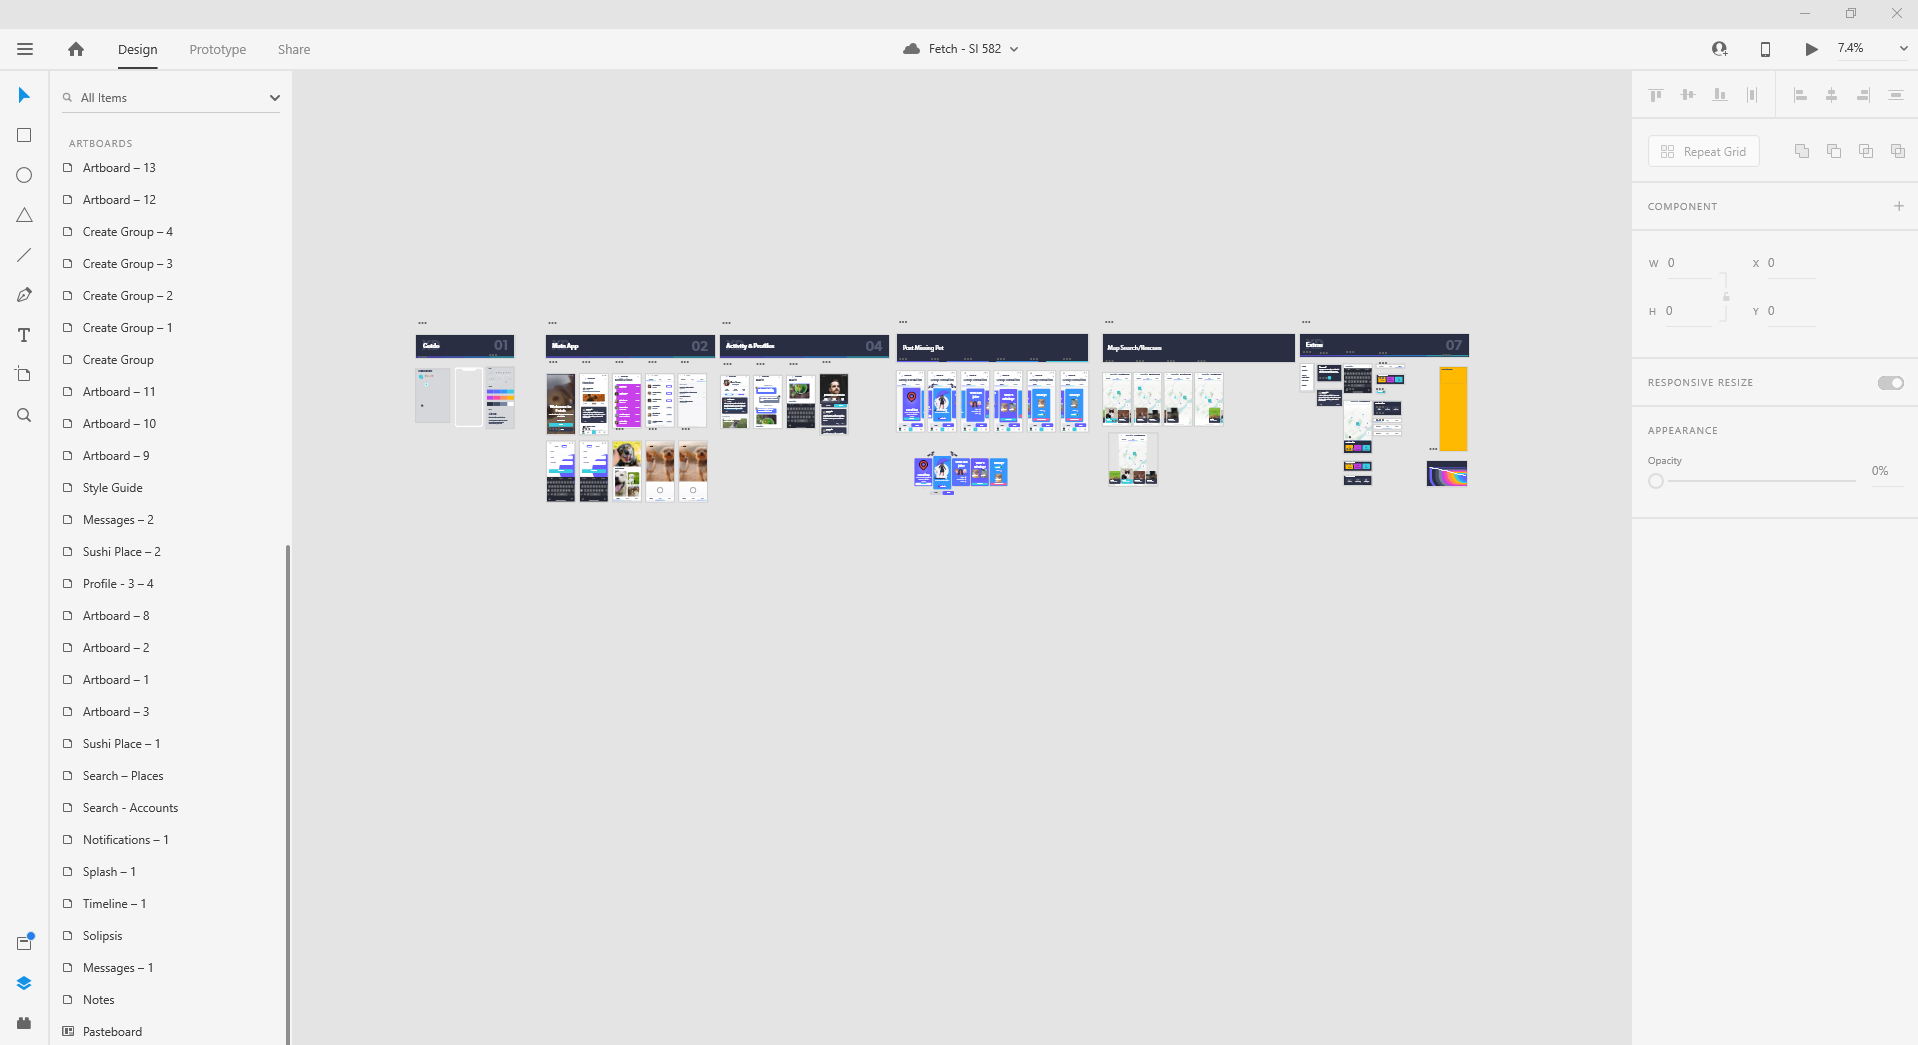 Design
Prototype
Share
Fetch - SI 582
7.4%
All Items
ARTBOARDS
Artboard – 13
Artboard – 12
Create Group – 4
Create Group – 3
Create Group – 2
Create Group – 1
Create Group
Artboard – 11
Artboard – 10
Artboard – 9
Style Guide
Messages – 2
Sushi Place – 2
Profile - 3 – 4
Artboard – 8
Artboard – 2
Artboard – 1
Artboard – 3
Sushi Place – 1
Search – Places
Search - Accounts
Notifications – 1
Splash – 1
Timeline – 1
Solipsis
Messages – 1
Notes
Pasteboard
Guide 01
Main App 02
Activity & Profiles 04
Post Missing Pet
Map Search/Rescues
Extras 07
Welcome to
Fetch
Repeat Grid
COMPONENT
W 0 X 0
H 0 Y 0
RESPONSIVE RESIZE
APPEARANCE
Opacity
0%